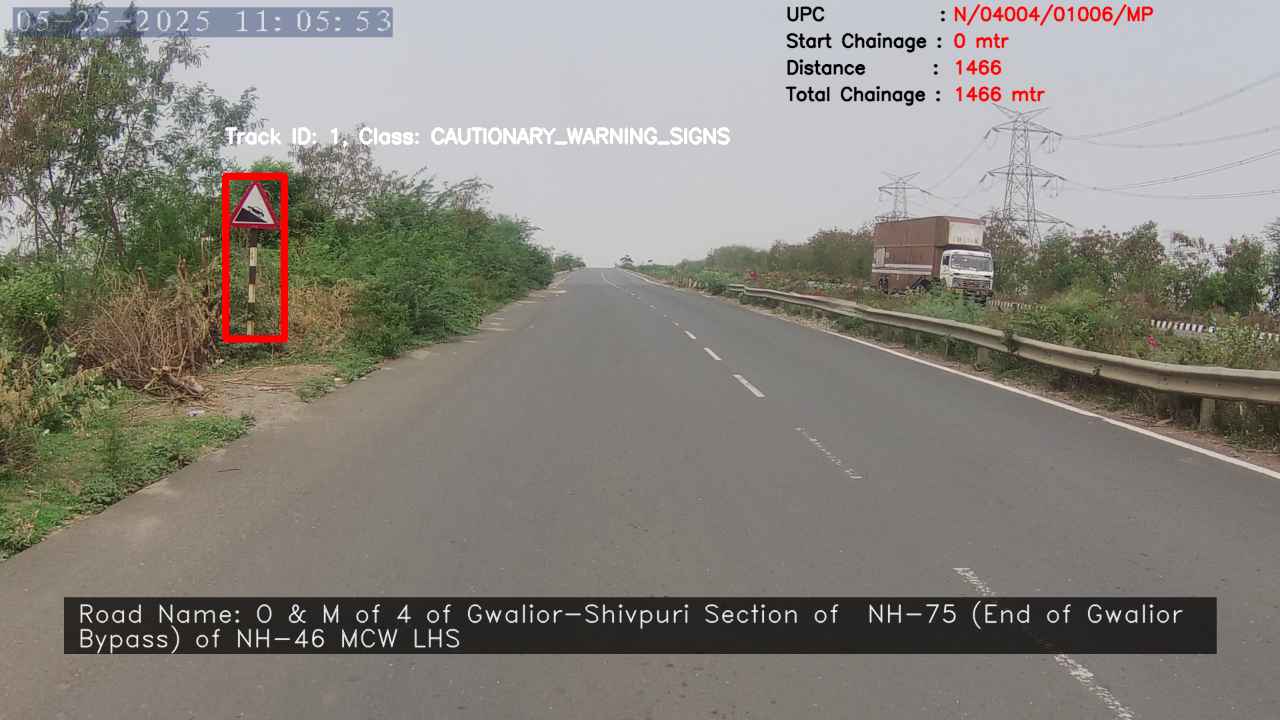 05-25-2025 11:05:53
UPC : N/04004/01006/MP
Start Chainage : 0 mtr
Distance : 1466
Total Chainage : 1466 mtr
Track ID: 1, Class: CAUTIONARY_WARNING_SIGNS
Road Name: O & M of 4 of Gwalior-Shivpuri Section of NH-75 (End of Gwalior
Bypass) of NH-46 MCW LHS